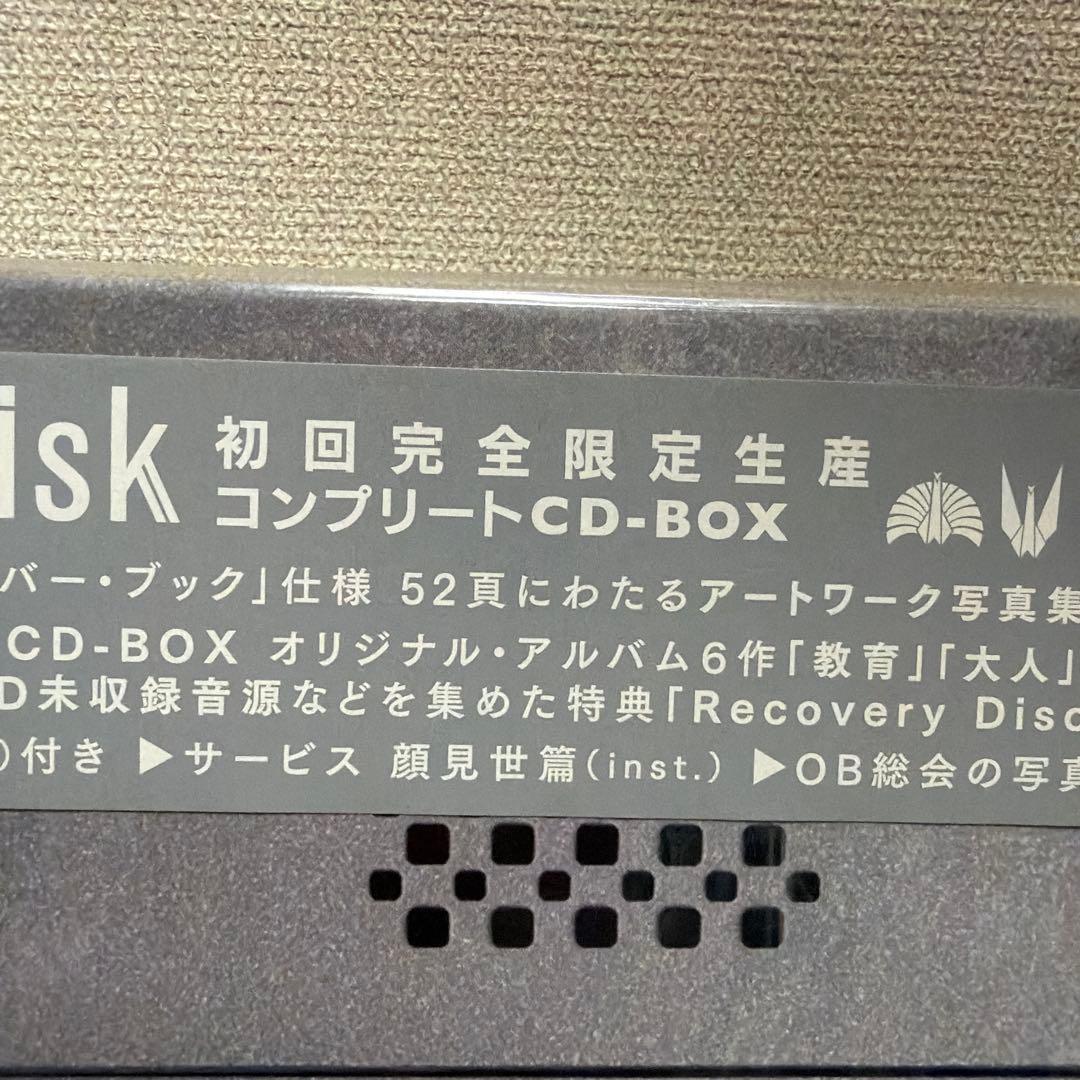 isk
初回完全限定生産
コンプリートCD-BOX
バー・ブック」仕様 52頁にわたるアートワーク写真集
CD-BOX オリジナル・アルバム6作「教育」「大人」
D未収録音源などを集めた特典「Recovery Disc
)付き ▶サービス 顔見世篇(inst.) ▶OB総会の写真